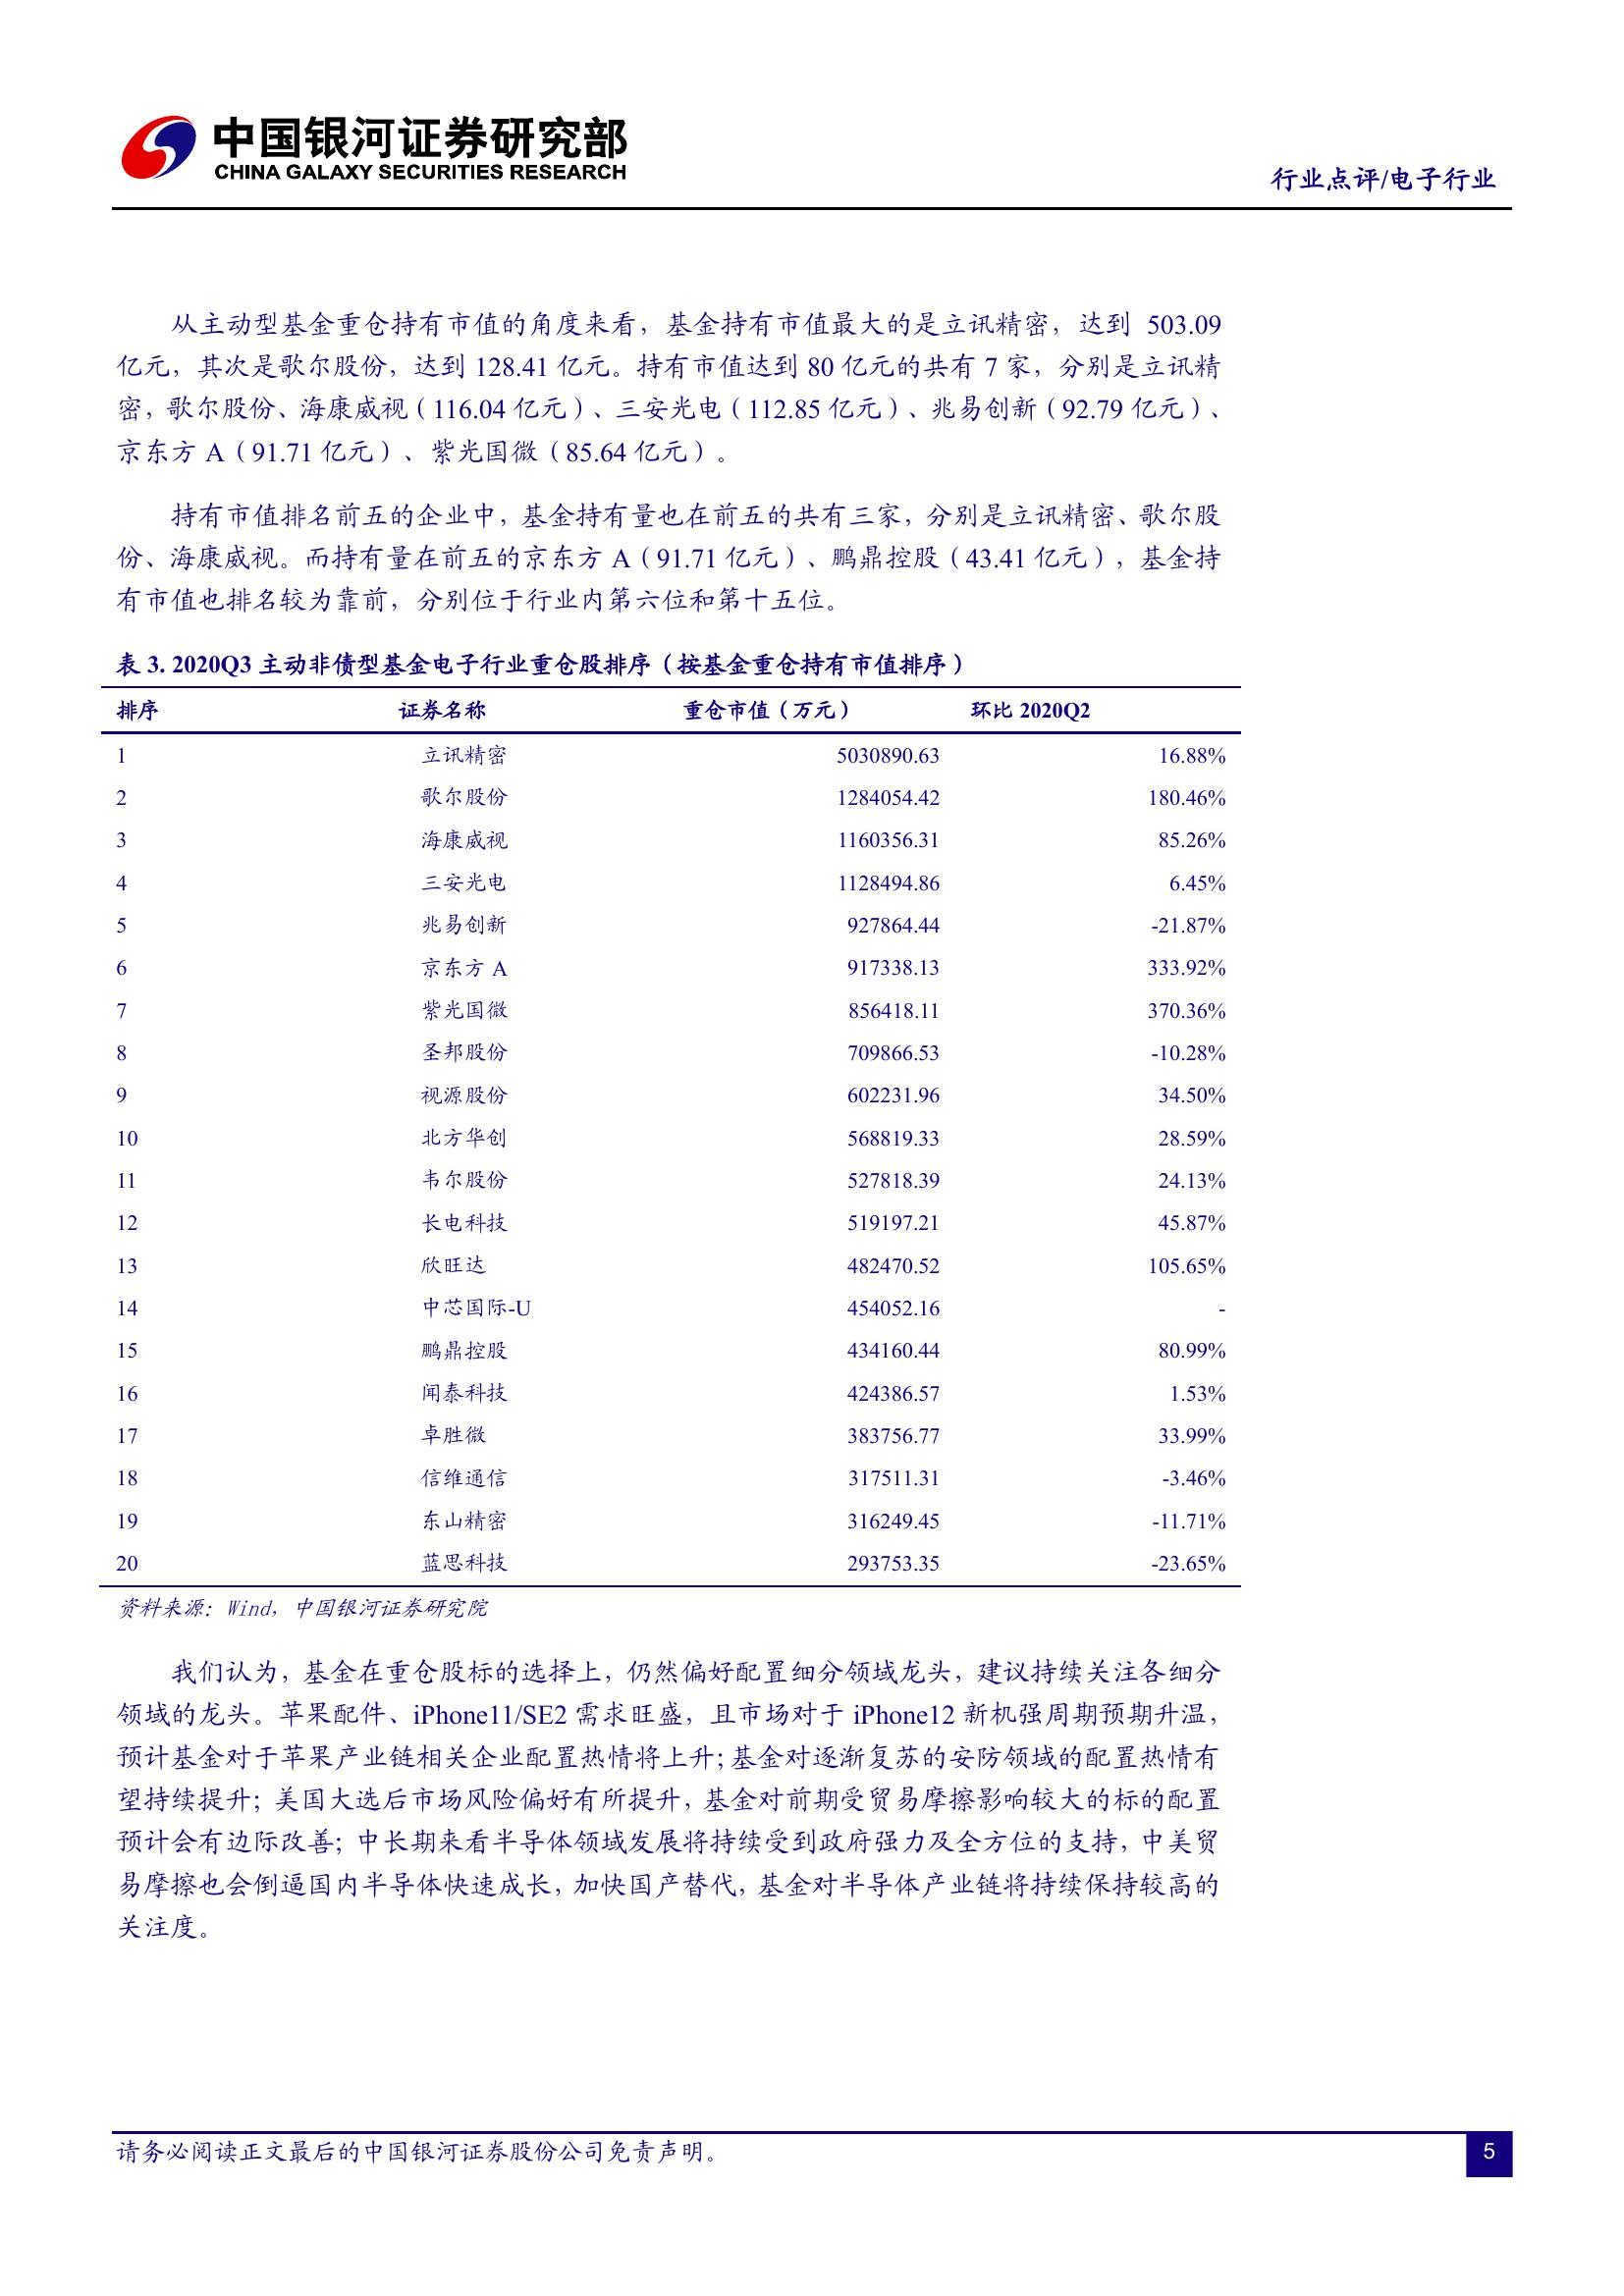 中国银河证券研究部
CHINA GALAXY SECURITIES RESEARCH
行业点评/电子行业
从主动型基金重仓持有市值的角度来看，基金持有市值最大的是立讯精密，达到 503.09
亿元，其次是歌尔股份，达到 128.41 亿元。持有市值达到 80 亿元的共有 7 家，分别是立讯精
密，歌尔股份、海康威视（116.04 亿元）、三安光电（112.85 亿元）、兆易创新（92.79 亿元）、
京东方 A（91.71 亿元）、紫光国微（85.64 亿元）。
持有市值排名前五的企业中，基金持有量也在前五的共有三家，分别是立讯精密、歌尔股
份、海康威视。而持有量在前五的京东方 A（91.71 亿元）、鹏鼎控股（43.41 亿元），基金持
有市值也排名较为靠前，分别位于行业内第六位和第十五位。
表 3. 2020Q3 主动非债型基金电子行业重仓股排序（按基金重仓持有市值排序）
排序 证券名称 重仓市值（万元） 环比 2020Q2
1 立讯精密 5030890.63 16.88%
2 歌尔股份 1284054.42 180.46%
3 海康威视 1160356.31 85.26%
4 三安光电 1128494.86 6.45%
5 兆易创新 927864.44 -21.87%
6 京东方 A 917338.13 333.92%
7 紫光国微 856418.11 370.36%
8 圣邦股份 709866.53 -10.28%
9 视源股份 602231.96 34.50%
10 北方华创 568819.33 28.59%
11 韦尔股份 527818.39 24.13%
12 长电科技 519197.21 45.87%
13 欣旺达 482470.52 105.65%
14 中芯国际-U 454052.16 -
15 鹏鼎控股 434160.44 80.99%
16 闻泰科技 424386.57 1.53%
17 卓胜微 383756.77 33.99%
18 信维通信 317511.31 -3.46%
19 东山精密 316249.45 -11.71%
20 蓝思科技 293753.35 -23.65%
资料来源：Wind，中国银河证券研究院
我们认为，基金在重仓股标的选择上，仍然偏好配置细分领域龙头，建议持续关注各细分
领域的龙头。苹果配件、iPhone11/SE2 需求旺盛，且市场对于 iPhone12 新机强周期预期升温，
预计基金对于苹果产业链相关企业配置热情将上升；基金对逐渐复苏的安防领域的配置热情有
望持续提升；美国大选后市场风险偏好有所提升，基金对前期受贸易摩擦影响较大的标的配置
预计会有边际改善；中长期来看半导体领域发展将持续受到政府强力及全方位的支持，中美贸
易摩擦也会倒逼国内半导体快速成长，加快国产替代，基金对半导体产业链将持续保持较高的
关注度。
请务必阅读正文最后的中国银河证券股份公司免责声明。
5